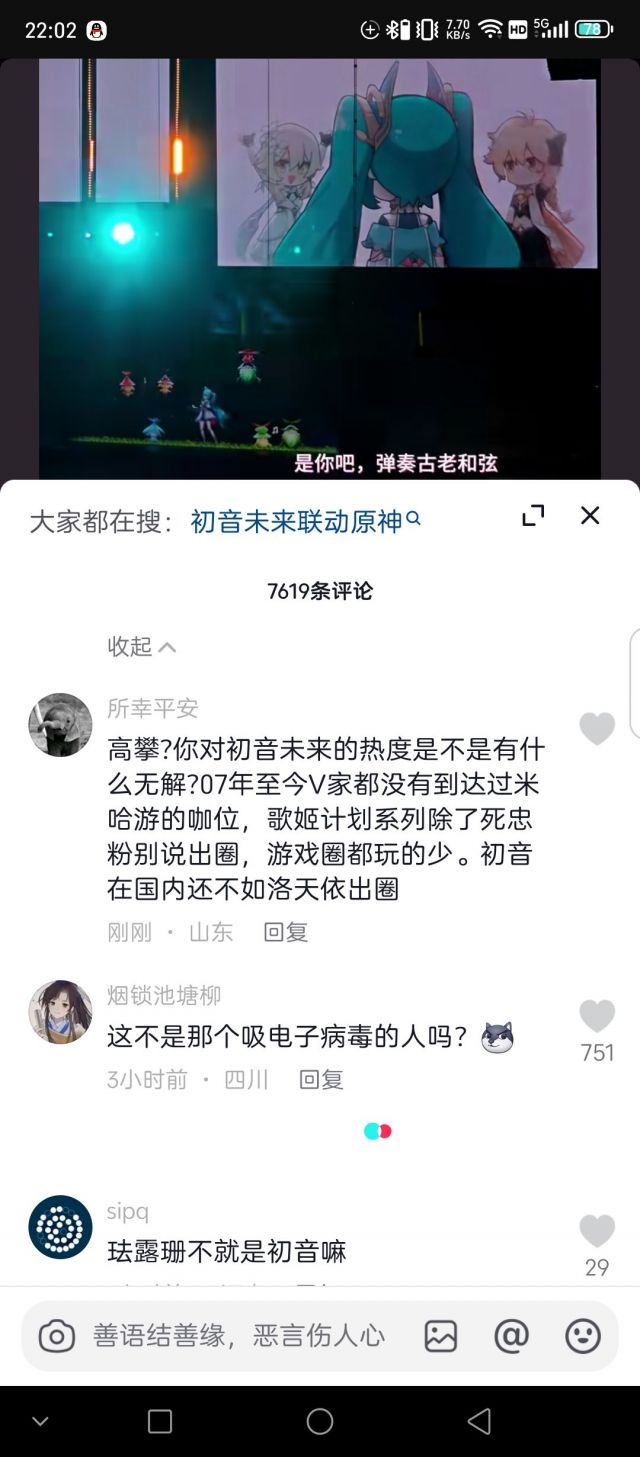 22:02
7.70
KB/s
HD
5G
78
是你吧，弹奏古老和弦
大家都在搜：初音未来联动原神
7619条评论
收起
所幸平安
高攀?你对初音未来的热度是不是有什
么无解?07年至今V家都没有到达过米
哈游的咖位，歌姬计划系列除了死忠
粉别说出圈，游戏圈都玩的少。初音
在国内还不如洛天依出圈
刚刚 · 山东 回复
烟锁池塘柳
这不是那个吸电子病毒的人吗？
751
3小时前 · 四川 回复
sipq
珐露珊不就是初音嘛
29
善语结善缘，恶言伤人心